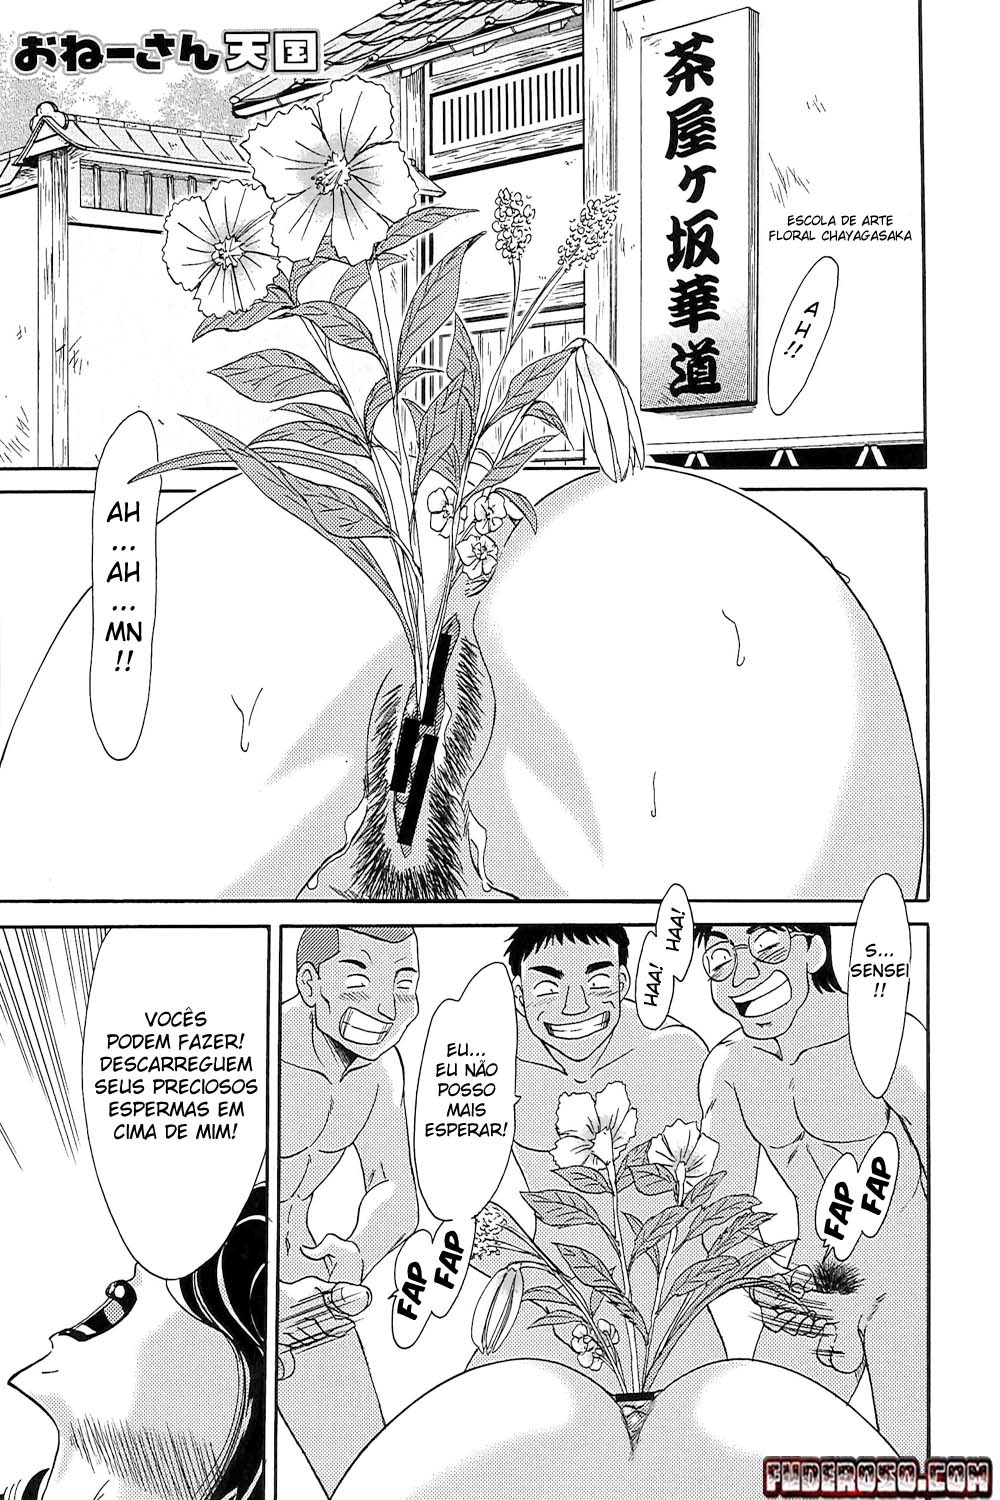 おねーさん天国
茶屋ヶ坂華道
ESCOLA DE ARTE
FLORAL CHAYAGASAKA
AH!!
AH
...
AH
...
MN
!!
S...
SENSEI
!!
HAA! HAA!
EU...
EU NÃO
POSSO
MAIS
ESPERAR!
FAP
FAP
FAP
FAP
VOCÊS
PODEM FAZER!
DESCARREGUEM
SEUS PRECIOSOS
ESPERMAS EM
CIMA DE MIM!
FUDEROSO.COM